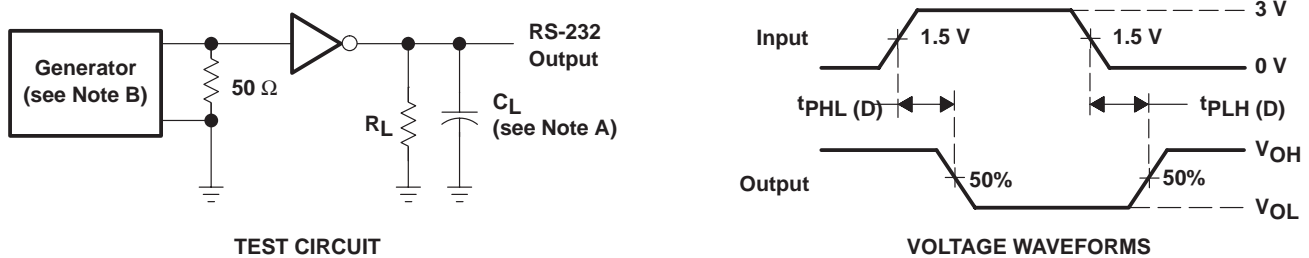 Generator
(see Note B)
50 Ω
RS-232
Output
RL
CL
(see Note A)
TEST CIRCUIT
Input
1.5 V
1.5 V
3 V
0 V
tPHL (D)
tPLH (D)
Output
50%
50%
VOH
VOL
VOLTAGE WAVEFORMS